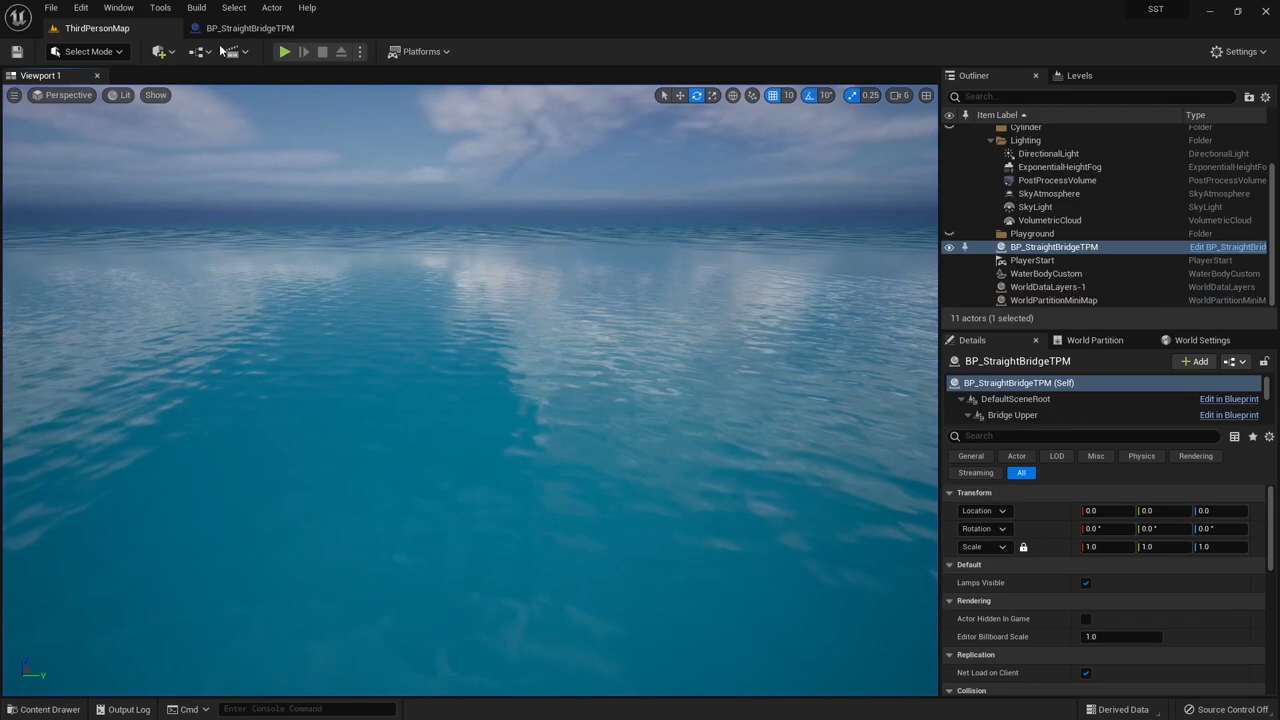 File Edit Window Tools Build Select Actor Help SST
ThirdPersonMap BP_StraightBridgeTPM
Select Mode Platforms Settings
Viewport 1 Outliner Levels
Perspective Lit Show 10 10° 0.25 6 Search...
Item Label Type
Cylinder Folder
Lighting Folder
DirectionalLight DirectionalLight
ExponentialHeightFog ExponentialHeightFo
PostProcessVolume PostProcessVolum
SkyAtmosphere SkyAtmosphere
SkyLight SkyLight
VolumetricCloud VolumetricCloud
Playground Folder
BP_StraightBridgeTPM Edit BP_StraightBrid
PlayerStart PlayerStart
WaterBodyCustom WaterBodyCustom
WorldDataLayers-1 WorldDataLayers
WorldPartitionMiniMap WorldPartitionMiniM
11 actors (1 selected)
Details World Partition World Settings
BP_StraightBridgeTPM + Add
BP_StraightBridgeTPM (Self)
DefaultSceneRoot Edit in Blueprint
Bridge Upper Edit in Blueprint
Search
General Actor LOD Misc Physics Rendering
Streaming All
Transform
Location 0.0 0.0 0.0
Rotation 0.0 ° 0.0 ° 0.0 °
Scale 1.0 1.0 1.0
Default
Lamps Visible
Rendering
Actor Hidden In Game
Editor Billboard Scale 1.0
Replication
Net Load on Client
Collision
Z Y
Content Drawer Output Log Cmd Enter Console Command Derived Data Source Control Off